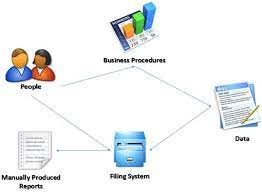 Business Procedures
People
Data
Manually Produced
Reports
Filing System